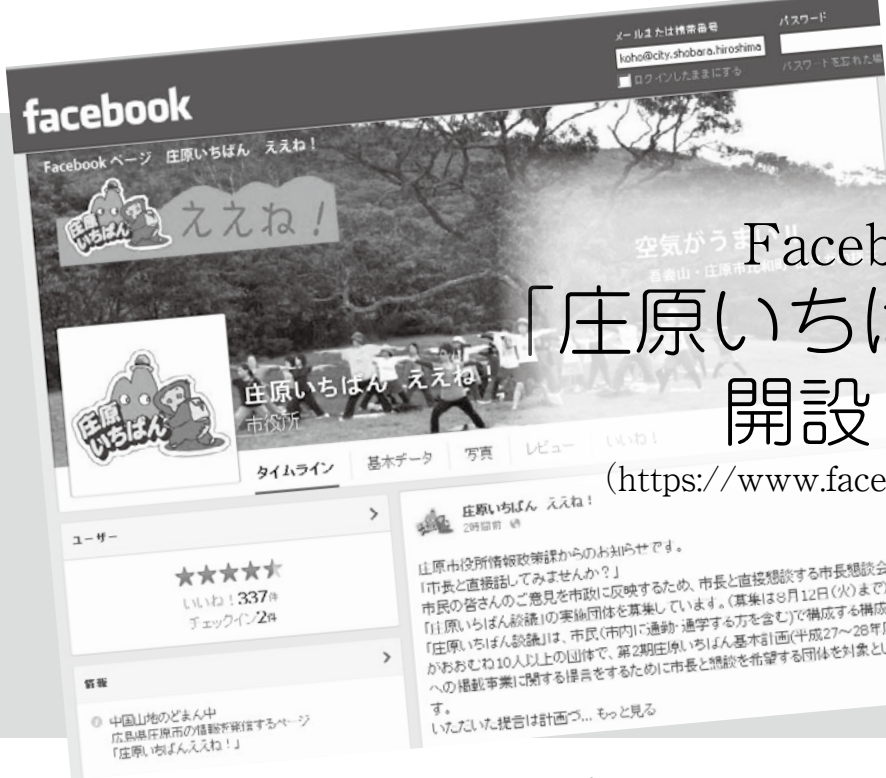 メールまたは携帯番号
パスワード
koho@city.shobara.hiroshima
ログインしたままにする
パスワードを忘れた場
facebook
Facebook ページ 庄原いちばん ええね！
庄原
いちばん
ええね！
空気がうま
Faceb
「庄原いちば
開設
(https://www.face
庄原いちばん ええね！
市役所
庄原
いちばん
タイムライン
基本データ
写真
レビュー
いいね！
ユーザー
いいね！337件
チェックイン2件
情報
中国山地のどまん中
広島県庄原市の情報を発信するページ
「庄原いちばんええね！」
庄原いちばん ええね！
2時間前
庄原市役所情報政策課からのお知らせです。
「市長と直接話してみませんか？」
市民の皆さんのご意見を市政に反映するため、市長と直接懇談する市長懇談会
「庄原いちばん談議」の実施団体を募集しています。(募集は8月12日(火)まで)
「庄原いちばん談議」は、市民(市内に通勤・通学する方を含む)で構成する構成
がおおむね10人以上の団体で、第2期庄原いちばん基本計画(平成27～28年
への掲載事業に関する提言をするために市長と懇談を希望する団体を対象とし
す。
いただいた提言は計画づ... もっと見る